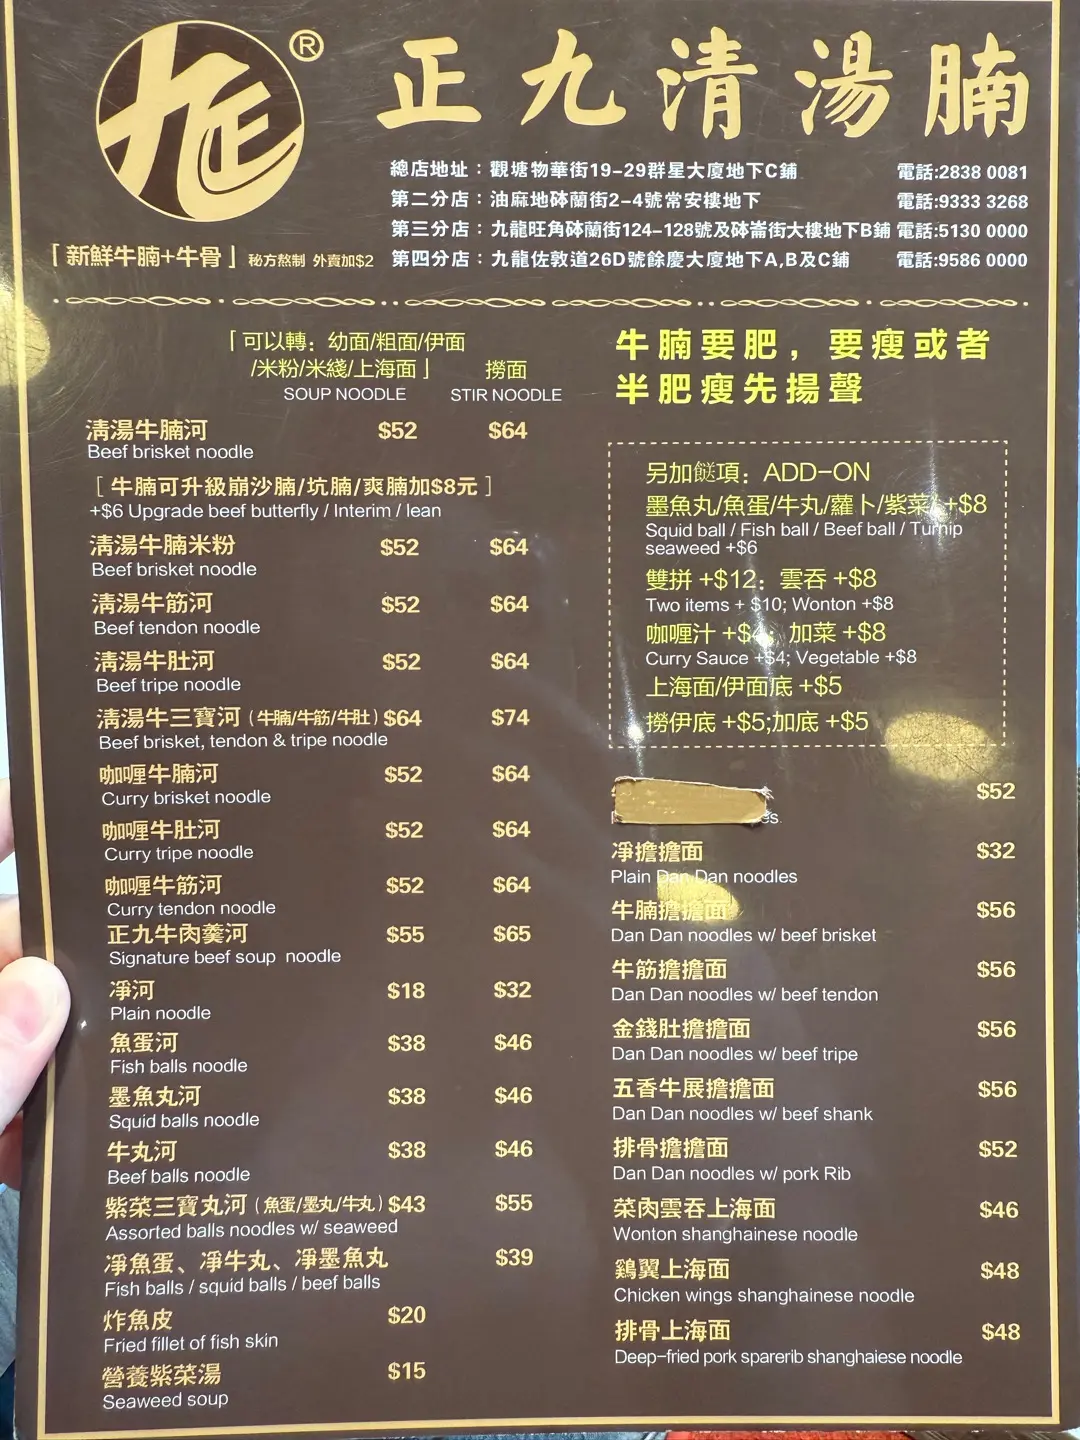 ®
正九清湯腩
總店地址：觀塘物華街19-29群星大廈地下C鋪 電話:2838 0081
第二分店：油麻地砵蘭街2-4號常安樓地下 電話:9333 3268
第三分店：九龍旺角砵蘭街124-128號及砵崙街大樓地下B鋪 電話:5130 0000
第四分店：九龍佐敦道26D號餘慶大廈地下A,B及C鋪 電話:9586 0000
「新鮮牛腩+牛骨」秘方熬制 外賣加$2
「可以轉：幼面/粗面/伊面
/米粉/米綫/上海面」 撈面
SOUP NOODLE STIR NOODLE
清湯牛腩河 $52 $64
Beef brisket noodle
[ 牛腩可升級崩沙腩/坑腩/爽腩加$8元 ]
+$6 Upgrade beef butterfly / Interim / lean
清湯牛腩米粉 $52 $64
Beef brisket noodle
清湯牛筋河 $52 $64
Beef tendon noodle
清湯牛肚河 $52 $64
Beef tripe noodle
清湯牛三寶河（牛腩/牛筋/牛肚）$64 $74
Beef brisket, tendon & tripe noodle
咖喱牛腩河 $52 $64
Curry brisket noodle
咖喱牛肚河 $52 $64
Curry tripe noodle
咖喱牛筋河 $52 $64
Curry tendon noodle
正九牛肉羹河 $55 $65
Signature beef soup noodle
凈河 $18 $32
Plain noodle
魚蛋河 $38 $46
Fish balls noodle
墨魚丸河 $38 $46
Squid balls noodle
牛丸河 $38 $46
Beef balls noodle
紫菜三寶丸河（魚蛋/墨丸/牛丸）$43 $55
Assorted balls noodles w/ seaweed
凈魚蛋、凈牛丸、凈墨魚丸 $39
Fish balls / squid balls / beef balls
炸魚皮 $20
Fried fillet of fish skin
營養紫菜湯 $15
Seaweed soup
牛腩要肥，要瘦或者
半肥瘦先揚聲
另加餸項：ADD-ON
墨魚丸/魚蛋/牛丸/蘿卜/紫菜/ +$8
Squid ball / Fish ball / Beef ball / Turnip
seaweed +$6
雙拼 +$12：雲吞 +$8
Two items + $10; Wonton +$8
咖喱汁 +$4：加菜 +$8
Curry Sauce +$4; Vegetable +$8
上海面/伊面底 +$5
撈伊底 +$5;加底 +$5
$52
凈擔擔面 $32
Plain Dan Dan noodles
牛腩擔擔面 $56
Dan Dan noodles w/ beef brisket
牛筋擔擔面 $56
Dan Dan noodles w/ beef tendon
金錢肚擔擔面 $56
Dan Dan noodles w/ beef tripe
五香牛展擔擔面 $56
Dan Dan noodles w/ beef shank
排骨擔擔面 $52
Dan Dan noodles w/ pork Rib
菜肉雲吞上海面 $46
Wonton shanghainese noodle
鷄翼上海面 $48
Chicken wings shanghainese noodle
排骨上海面 $48
Deep-fried pork sparerib shanghaiese noodle